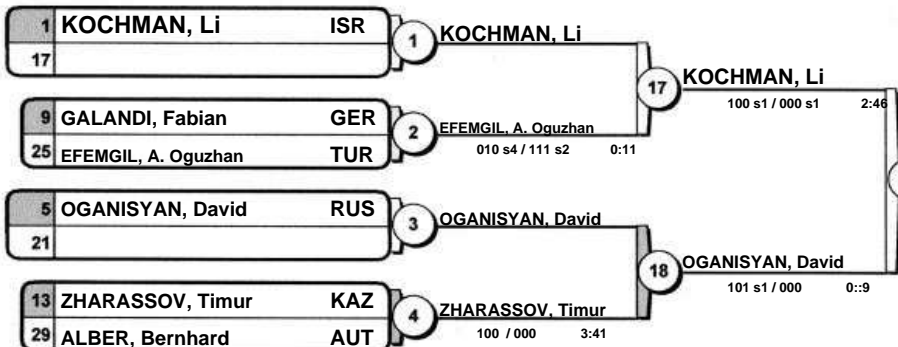 1 KOCHMAN, Li ISR
17
9 GALANDI, Fabian GER
25 EFEMGIL, A. Oguzhan TUR
5 OGANISYAN, David RUS
21
13 ZHARASSOV, Timur KAZ
29 ALBER, Bernhard AUT
1 KOCHMAN, Li
2 EFEMGIL, A. Oguzhan
010 s4 / 111 s2 0:11
3 OGANISYAN, David
4 ZHARASSOV, Timur
100 / 000 3:41
17 KOCHMAN, Li
100 s1 / 000 s1 2:46
18 OGANISYAN, David
101 s1 / 000 0::9